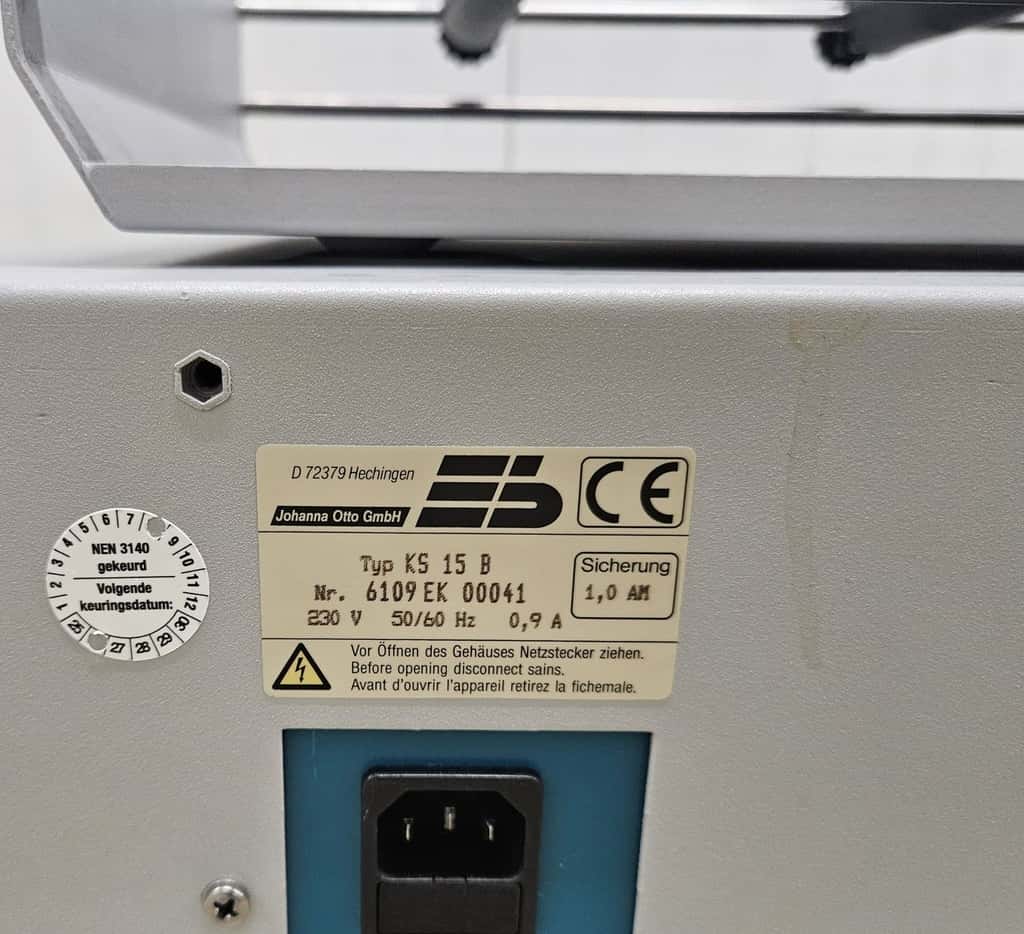 D 72379 Hechingen
Johanna Otto GmbH
CE
Typ KS 15 B
Nr. 6109 EK 00041
230 V 50/60 Hz 0,9 A
Sicherung
1,0 AM
Vor Öffnen des Gehäuses Netzstecker ziehen.
Before opening disconnect sains.
Avant d'ouvrir l'appareil retirez la fichemale.
1 2 3 4 5 6 7 9 10 11 12
NEN 3140
gekeurd
Volgende
keuringsdatum:
25 27 28 29 30